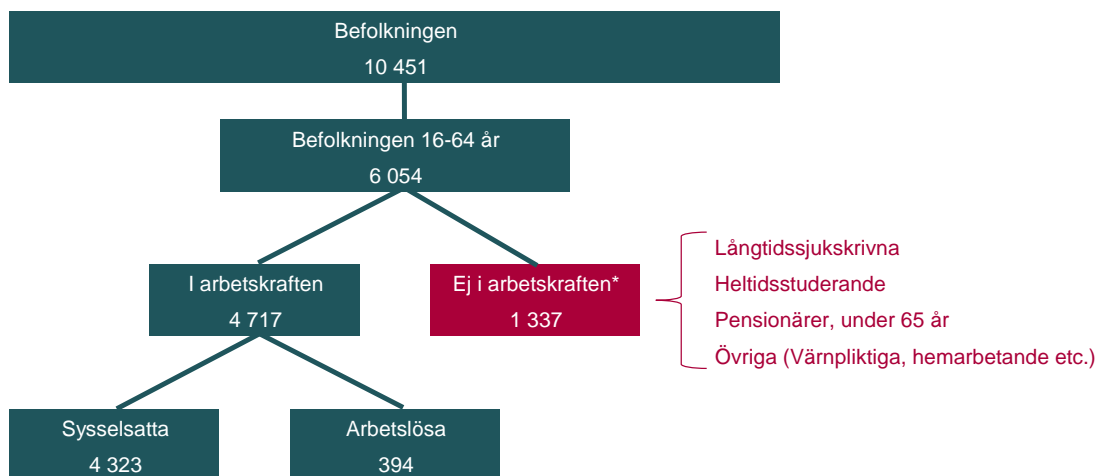 Befolkningen
10 451
Befolkningen 16-64 år
6 054
I arbetskraften
4 717
Ej i arbetskraften*
1 337
Långtidssjukskrivna
Heltidsstuderande
Pensionärer, under 65 år
Övriga (Värnpliktiga, hemarbetande etc.)
Sysselsatta
4 323
Arbetslösa
394